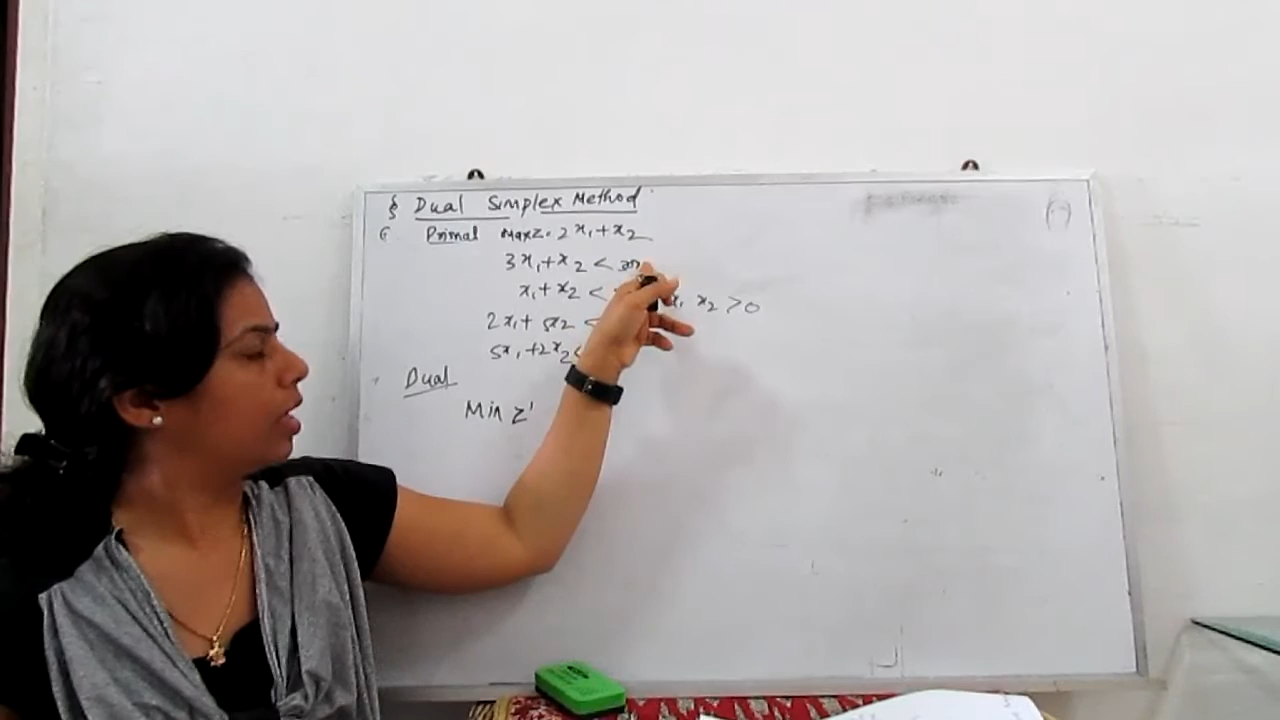 § Dual Simplex Method
Primal Max Z = 2x₁ + x₂
3x₁ + x₂ <
x₁ + x₂ <
x₁ x₂ > 0
2x₁ + 5x₂ <
5x₁ + 2x₂ <
Dual
Min Z'